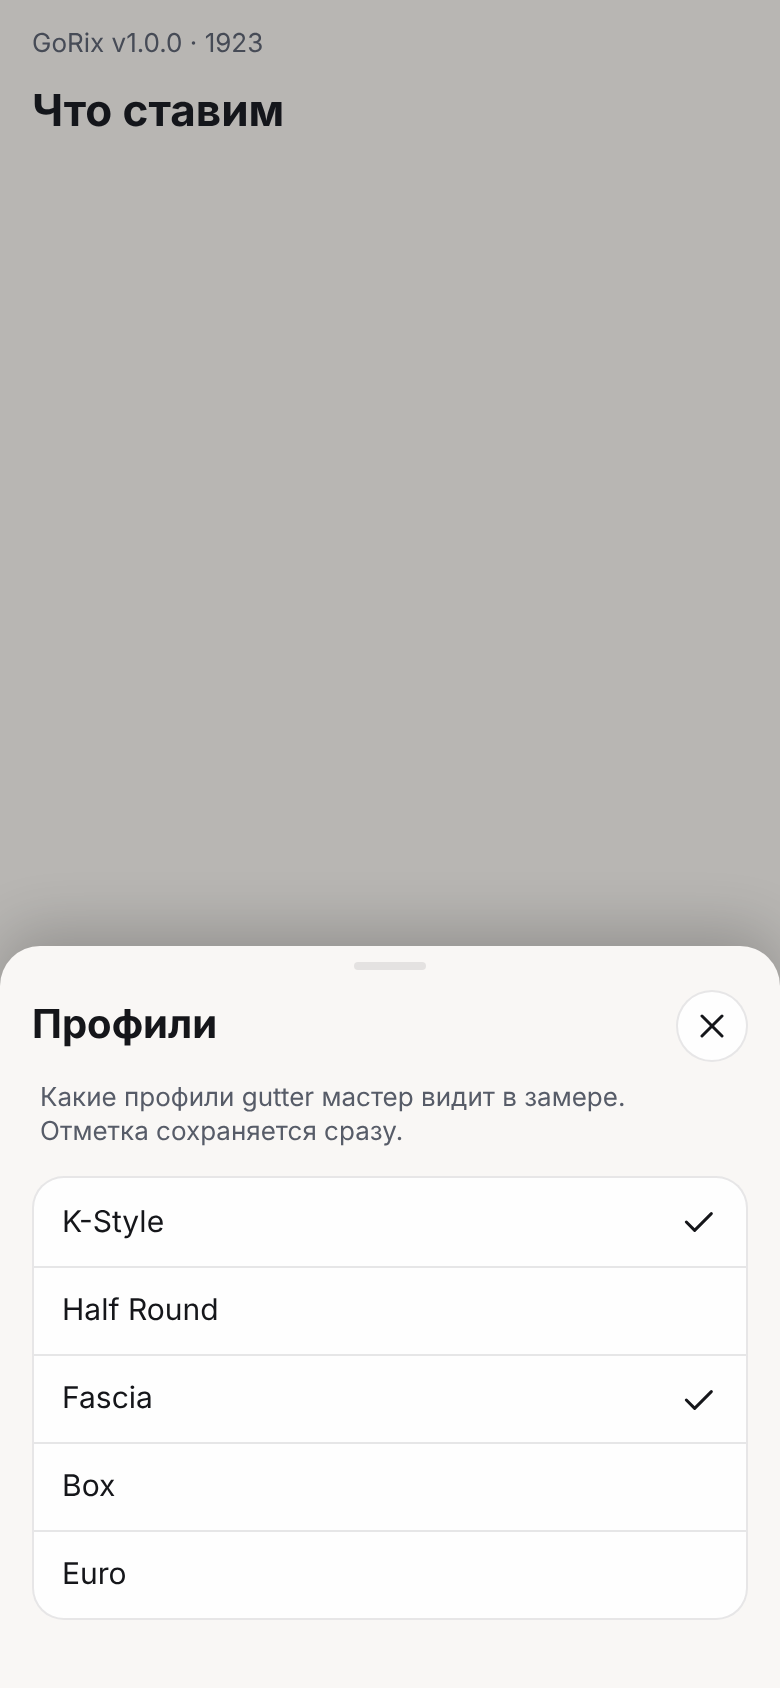 GoRix v1.0.0 · 1923
Что ставим
Профили
Какие профили gutter мастер видит в замере.
Отметка сохраняется сразу.
K-Style
Half Round
Fascia
Box
Euro